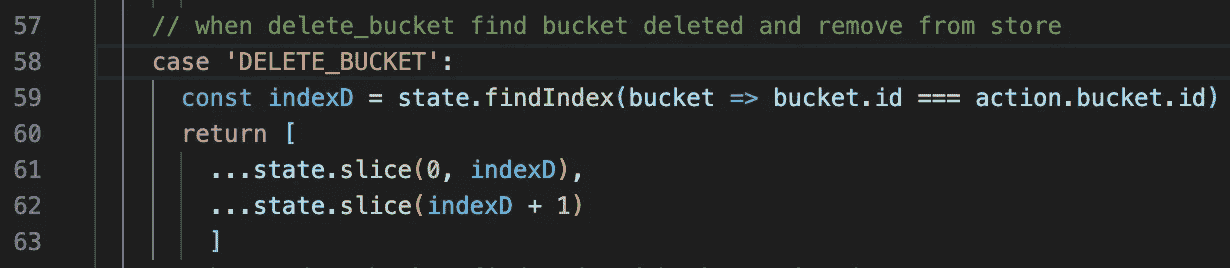 57 // when delete_bucket find bucket deleted and remove from store
58 case 'DELETE_BUCKET':
59 const indexD = state.findIndex(bucket => bucket.id === action.bucket.id)
60 return [
61 ...state.slice(0, indexD),
62 ...state.slice(indexD + 1)
63 ]